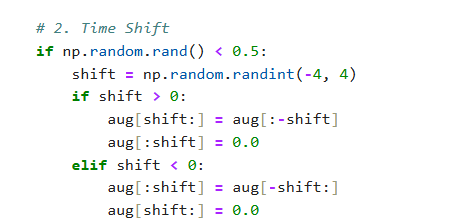 # 2. Time Shift
if np.random.rand() < 0.5:
    shift = np.random.randint(-4, 4)
    if shift > 0:
        aug[shift:] = aug[:-shift]
        aug[:shift] = 0.0
    elif shift < 0:
        aug[:shift] = aug[-shift:]
        aug[shift:] = 0.0